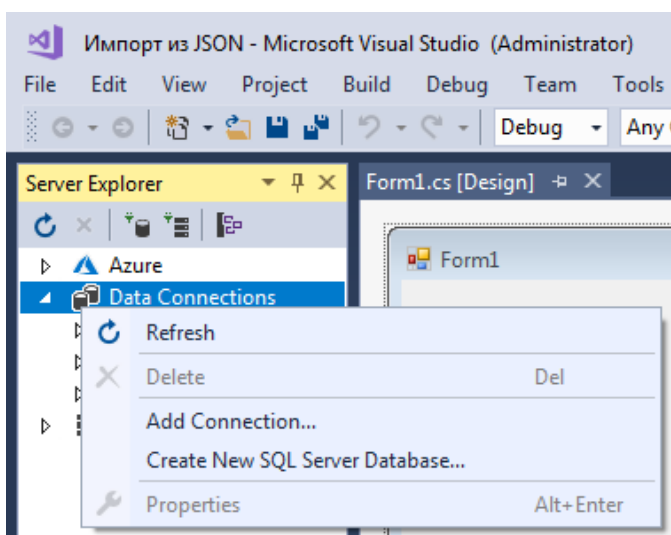 Импорт из JSON - Microsoft Visual Studio (Administrator)
File Edit View Project Build Debug Team Tools
Debug Any
Server Explorer Form1.cs [Design]
Azure Form1
Data Connections
Refresh
Delete Del
Add Connection...
Create New SQL Server Database...
Properties Alt+Enter